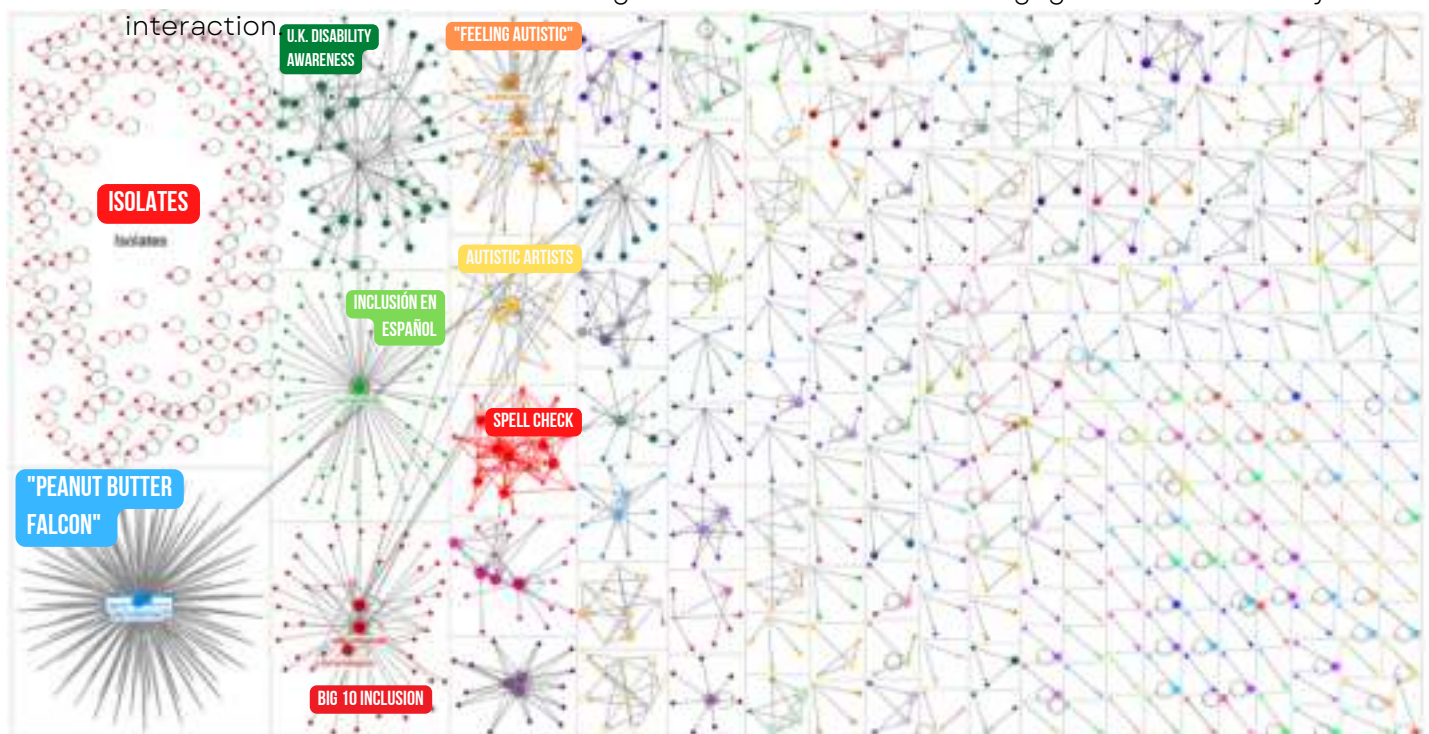 interaction.
U.K. DISABILITY
AWARENESS
"FEELING AUTISTIC"
ISOLATES
Isolates
AUTISTIC ARTISTS
INCLUSIÓN EN
ESPAÑOL
SPELL CHECK
"PEANUT BUTTER
FALCON"
BIG 10 INCLUSION